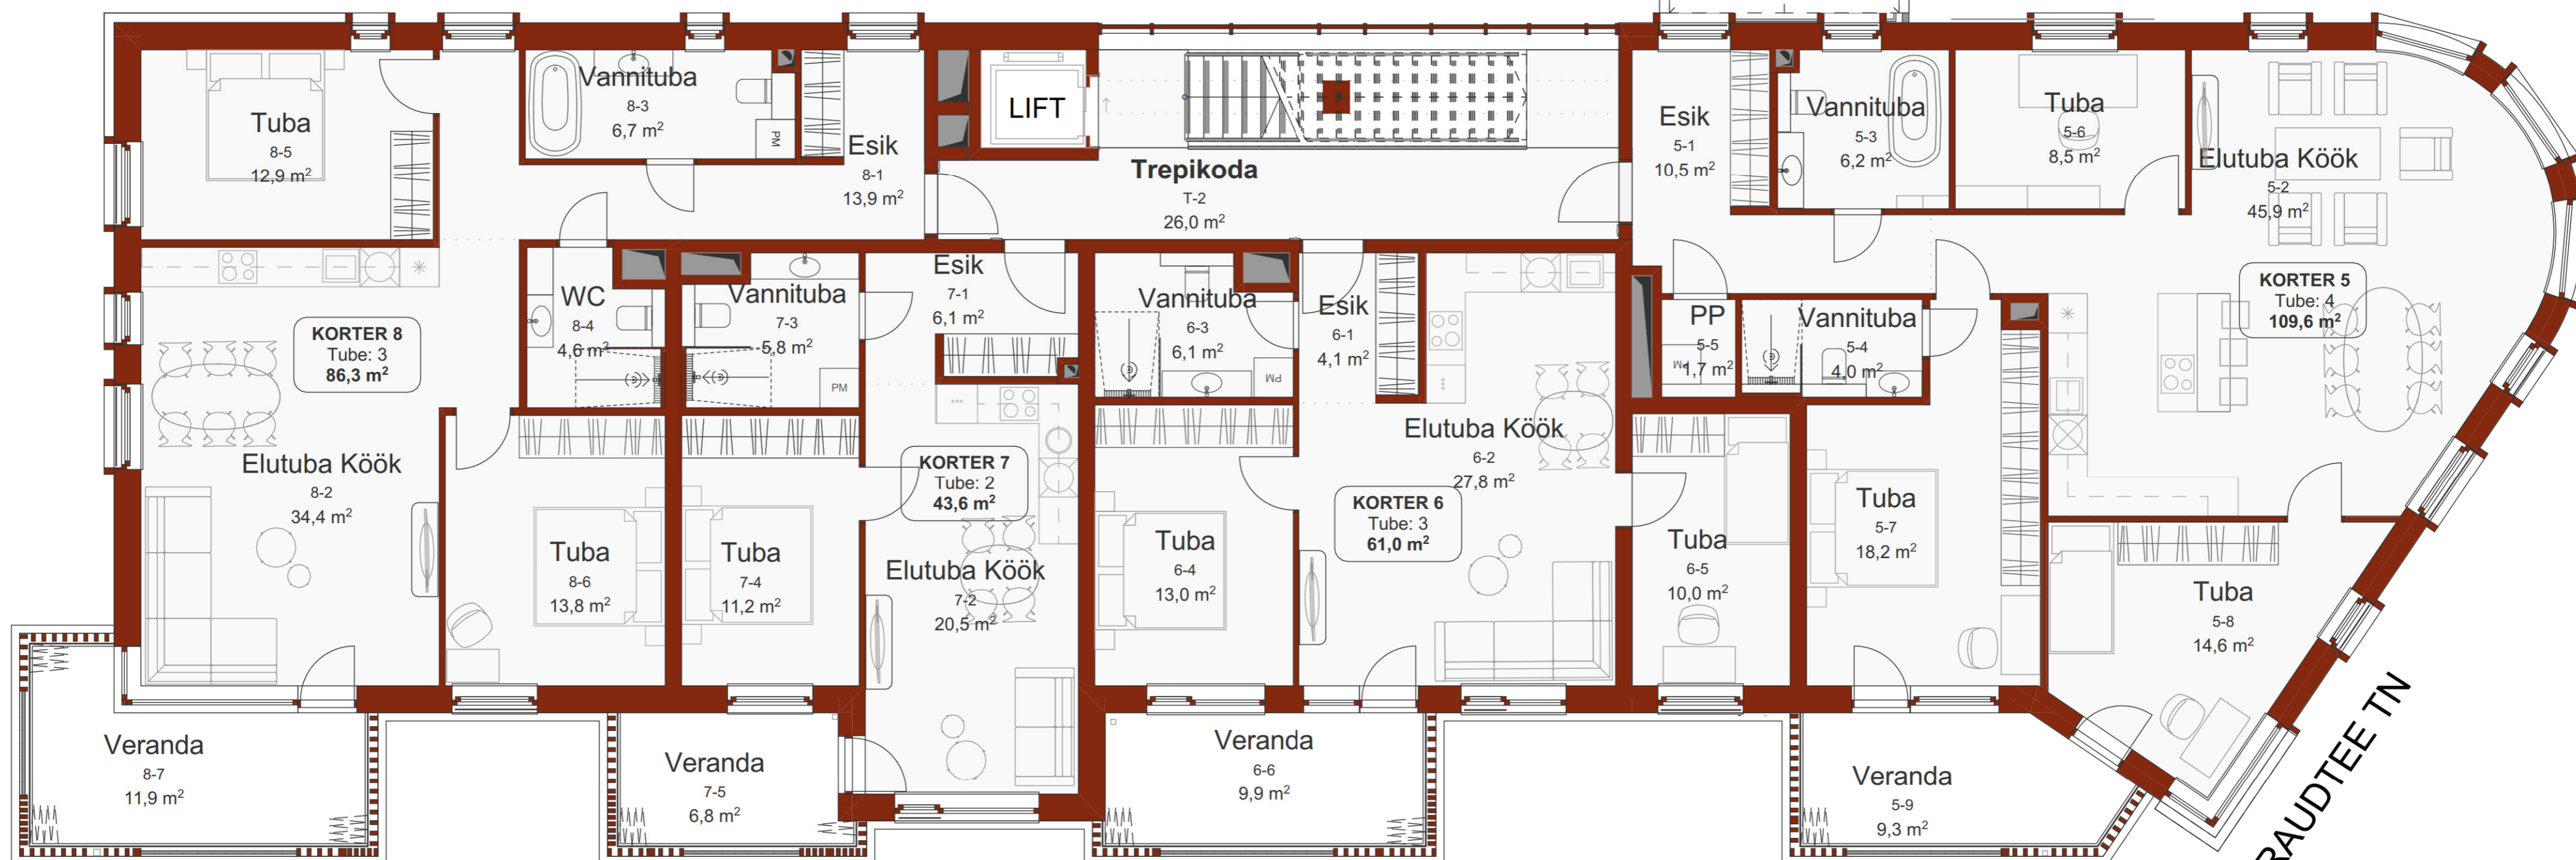 Tuba
8-5
12,9 m²
Vannituba
8-3
6,7 m²
PM
Esik
8-1
13,9 m²
LIFT
Trepikoda
T-2
26,0 m²
Esik
5-1
10,5 m²
Vannituba
5-3
6,2 m²
Tuba
5-6
8,5 m²
Elutuba Köök
5-2
45,9 m²
KORTER 5
Tube: 4
109,6 m²
KORTER 8
Tube: 3
86,3 m²
WC
8-4
4,6 m²
Vannituba
7-3
5,8 m²
PM
Esik
7-1
6,1 m²
Vannituba
6-3
6,1 m²
PM
Esik
6-1
4,1 m²
PP
5-5
1,7 m²
PM
Vannituba
5-4
4,0 m²
Elutuba Köök
8-2
34,4 m²
KORTER 7
Tube: 2
43,6 m²
Elutuba Köök
6-2
27,8 m²
KORTER 6
Tube: 3
61,0 m²
Tuba
8-6
13,8 m²
Tuba
7-4
11,2 m²
Elutuba Köök
7-2
20,5 m²
Tuba
6-4
13,0 m²
Tuba
6-5
10,0 m²
Tuba
5-7
18,2 m²
Tuba
5-8
14,6 m²
Veranda
8-7
11,9 m²
Veranda
7-5
6,8 m²
Veranda
6-6
9,9 m²
Veranda
5-9
9,3 m²
RAUDTEE TN